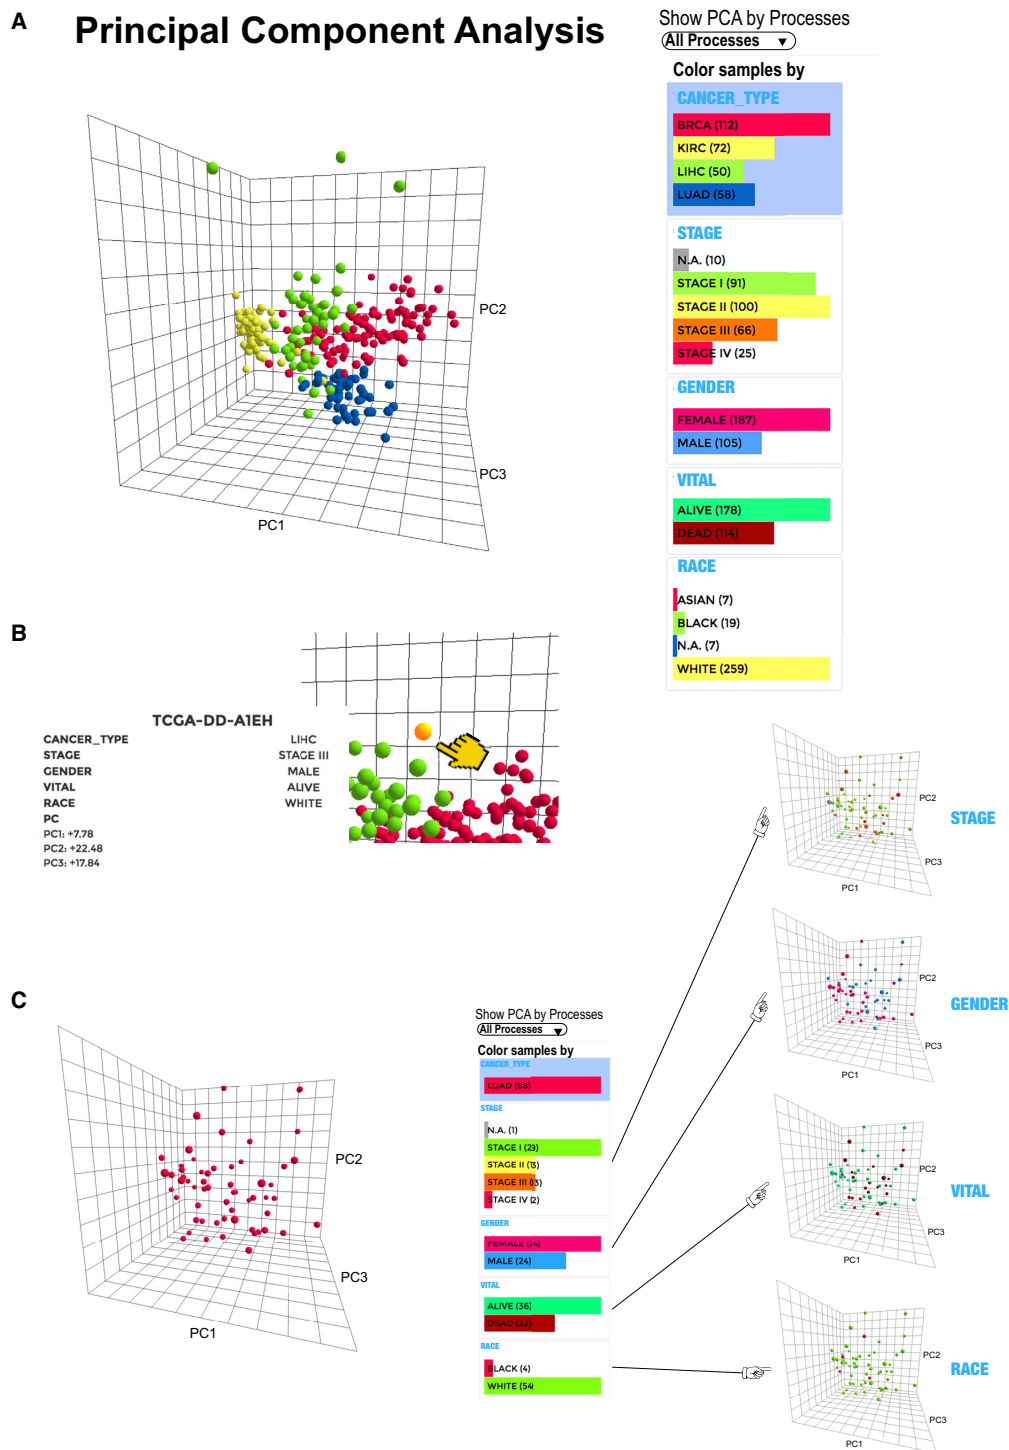 A
Principal Component Analysis
Show PCA by Processes
All Processes
Color samples by
CANCER_TYPE
BRCA (112)
KIRC (72)
LIHC (50)
LUAD (58)
STAGE
N.A. (10)
STAGE I (91)
STAGE II (100)
STAGE III (66)
STAGE IV (25)
GENDER
FEMALE (187)
MALE (105)
VITAL
ALIVE (178)
DEAD (114)
RACE
ASIAN (7)
BLACK (19)
N.A. (7)
WHITE (259)
PC2
PC3
PC1
B
TCGA-DD-A1EH
CANCER_TYPE LIHC
STAGE STAGE III
GENDER MALE
VITAL ALIVE
RACE WHITE
PC
PC1: +7.78
PC2: +22.48
PC3: +17.84
C
PC2
PC3
PC1
Show PCA by Processes
All Processes
Color samples by
CANCER_TYPE
LUAD (58)
STAGE
N.A. (1)
STAGE I (29)
STAGE II (13)
STAGE III (13)
STAGE IV (2)
GENDER
FEMALE (34)
MALE (24)
VITAL
ALIVE (36)
DEAD (22)
RACE
BLACK (4)
WHITE (54)
PC2
STAGE
PC3
PC1
PC2
GENDER
PC3
PC1
PC2
VITAL
PC3
PC1
PC2
RACE
PC3
PC1